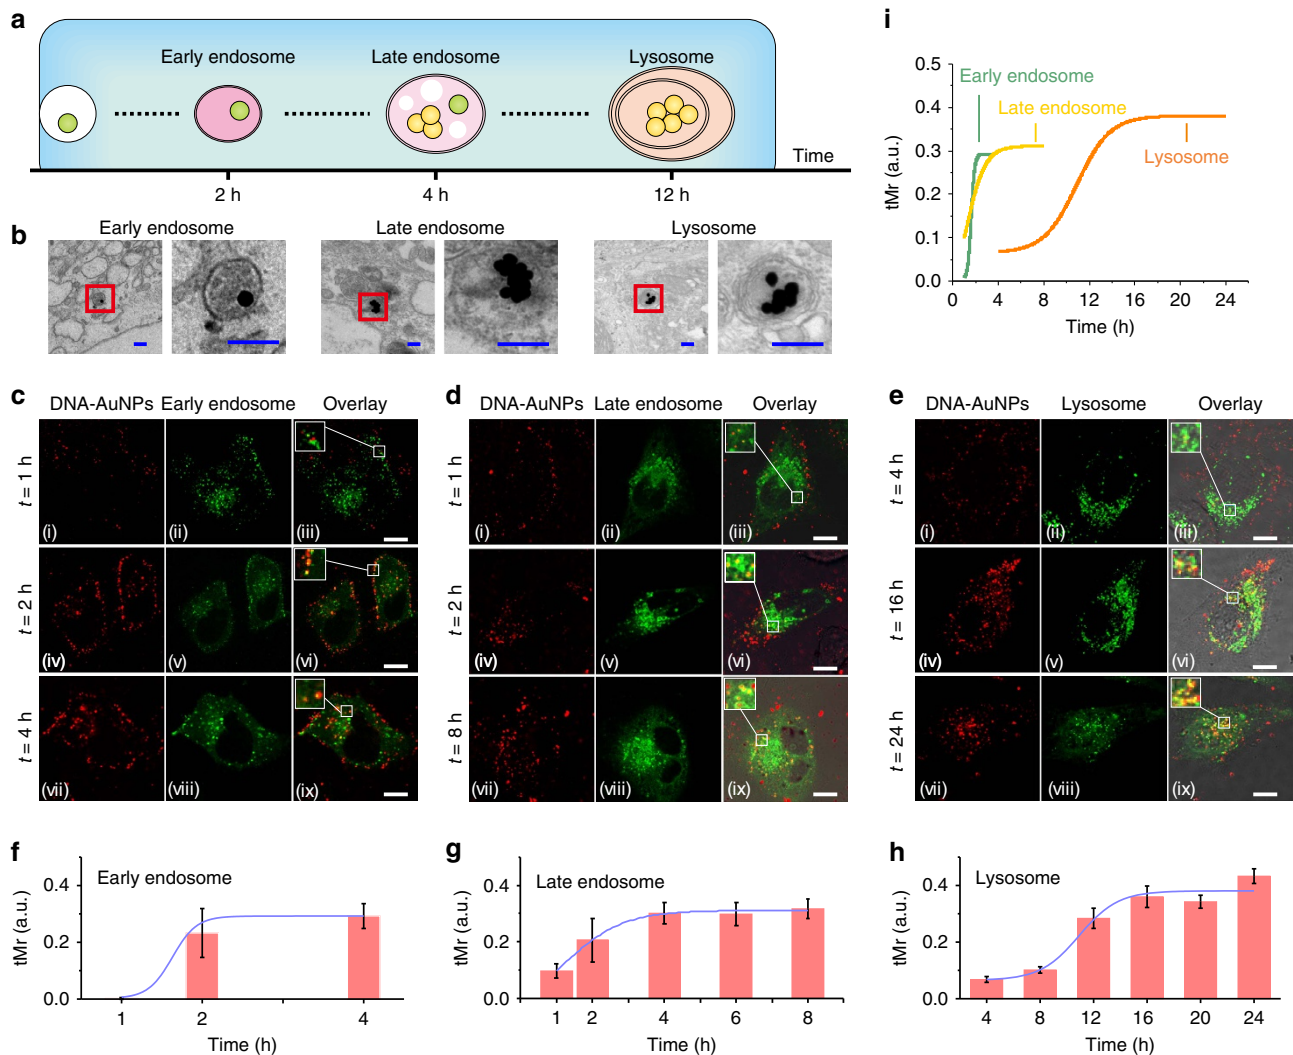 a
Early endosome
Late endosome
Lysosome
Time
2 h
4 h
12 h
b
Early endosome
Late endosome
Lysosome
i
0.5
0.4
0.3
0.2
0.1
0.0
tMr (a.u.)
Early endosome
Late endosome
Lysosome
0 4 8 12 16 20 24
Time (h)
c
DNA-AuNPs Early endosome Overlay
t = 1 h
(i) (ii) (iii)
t = 2 h
(iv) (v) (vi)
t = 4 h
(vii) (viii) (ix)
d
DNA-AuNPs Late endosome Overlay
t = 1 h
(i) (ii) (iii)
t = 2 h
(iv) (v) (vi)
t = 8 h
(vii) (viii) (ix)
e
DNA-AuNPs Lysosome Overlay
t = 4 h
(i) (ii) (iii)
t = 16 h
(iv) (v) (vi)
t = 24 h
(vii) (viii) (ix)
f
Early endosome
tMr (a.u.)
0.4
0.2
0.0
1 2 4
Time (h)
g
Late endosome
tMr (a.u.)
0.4
0.2
0.0
1 2 4 6 8
Time (h)
h
Lysosome
tMr (a.u.)
0.4
0.2
0.0
4 8 12 16 20 24
Time (h)